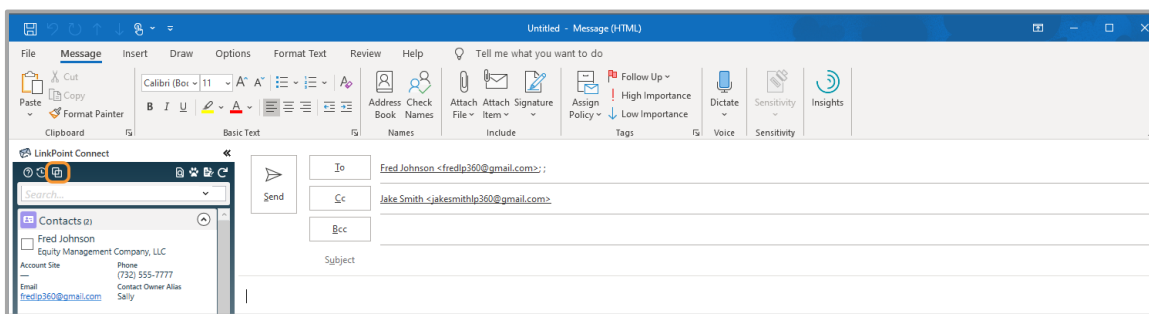 Untitled - Message (HTML)
File Message Insert Draw Options Format Text Review Help Tell me what you want to do
Paste
Cut
Copy
Format Painter
Clipboard
Calibri (Boc 11
B I U
Basic Text
Address Book
Check Names
Names
Attach File
Attach Item
Signature
Include
Assign Policy
Follow Up
High Importance
Low Importance
Tags
Dictate
Voice
Sensitivity
Sensitivity
Insights
LinkPoint Connect
Search...
Contacts (2)
Fred Johnson
Equity Management Company, LLC
Account Site Phone
— (732) 555-7777
Email Contact Owner Alias
fredlp360@gmail.com Sally
Send
To Fred Johnson <fredlp360@gmail.com>; ;
Cc Jake Smith <jakesmithlp360@gmail.com>
Bcc
Subject